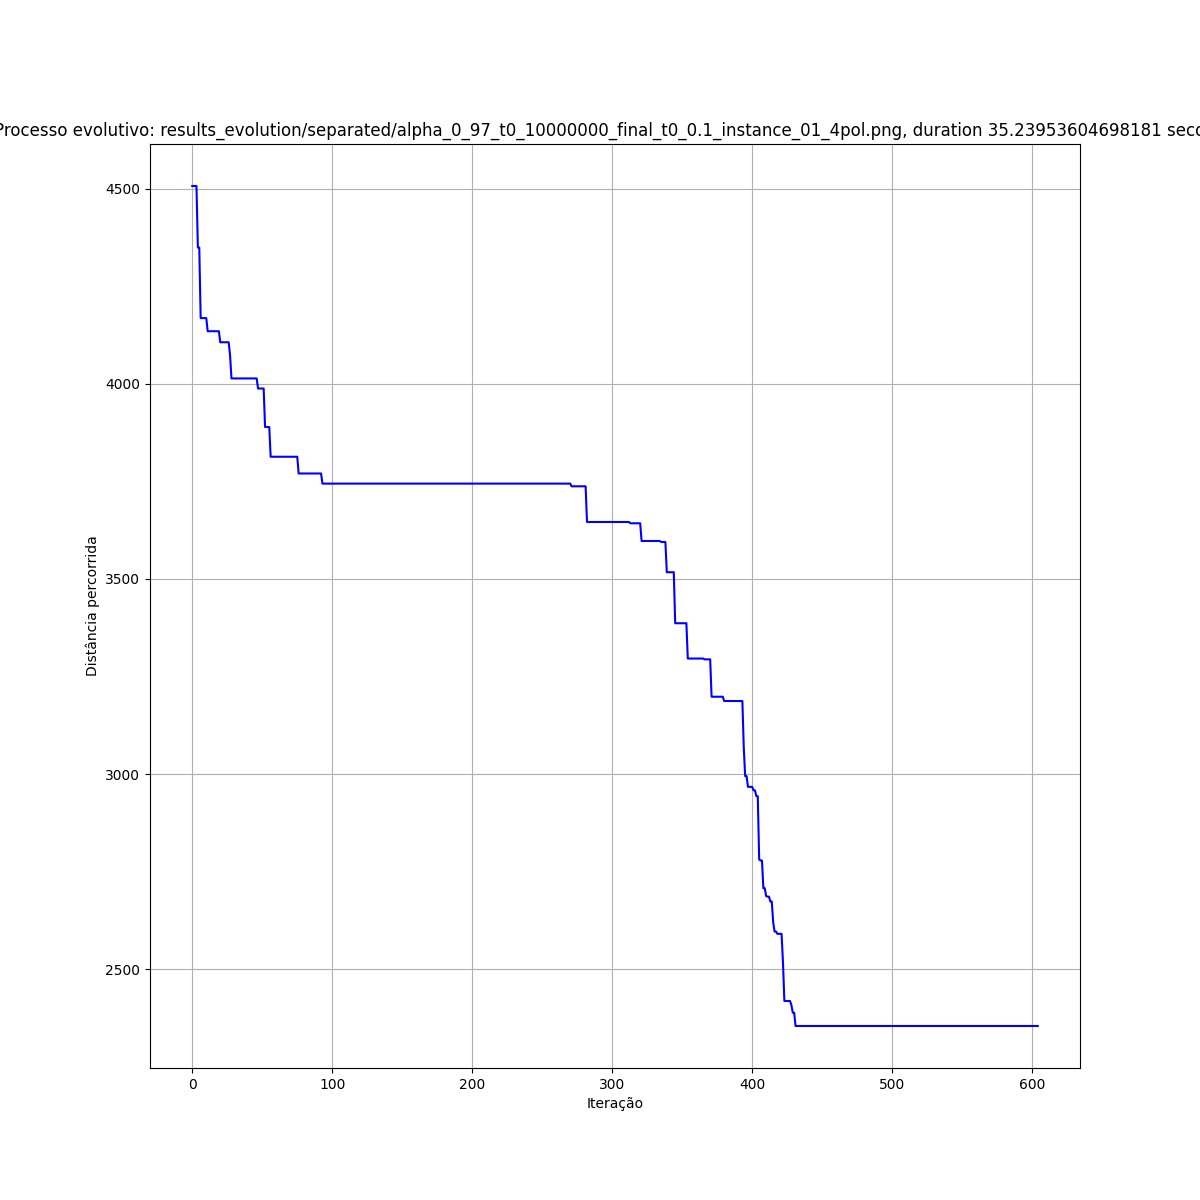 Processo evolutivo: results_evolution/separated/alpha_0_97_t0_10000000_final_t0_0.1_instance_01_4pol.png, duration 35.23953604698181
4500
4000
3500
3000
2500
Distância percorrida
0 100 200 300 400 500 600
Iteração